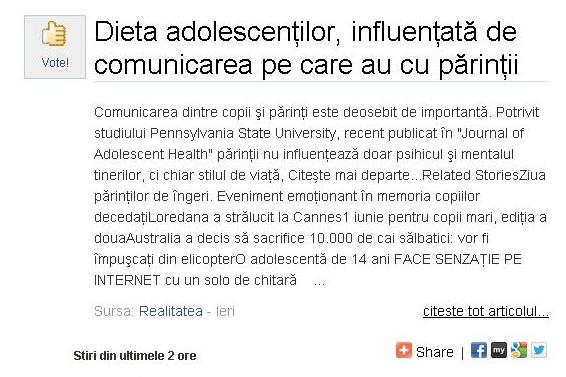 Dieta adolescenților, influențată de
Vote!
comunicarea pe care au cu părinții
Comunicarea dintre copii şi părinţi este deosebit de importantă. Potrivit
studiului Pennsylvania State University, recent publicat în "Journal of
Adolescent Health" părinţii nu influenţează doar psihicul şi mentalul
tinerilor, ci chiar stilul de viaţă, Citeşte mai departe...Related StoriesZiua
părinţilor de îngeri. Eveniment emoţionant în memoria copiilor
decedaţiLoredana a strălucit la Cannes1 iunie pentru copii mari, ediţia a
douaAustralia a decis să sacrifice 10.000 de cai sălbatici: vor fi
împuşcaţi din elicopterO adolescentă de 14 ani FACE SENZAŢIE PE
INTERNET cu un solo de chitară ...
Sursa: Realitatea - Ieri citeste tot articolul...
Stiri din ultimele 2 ore Share | my